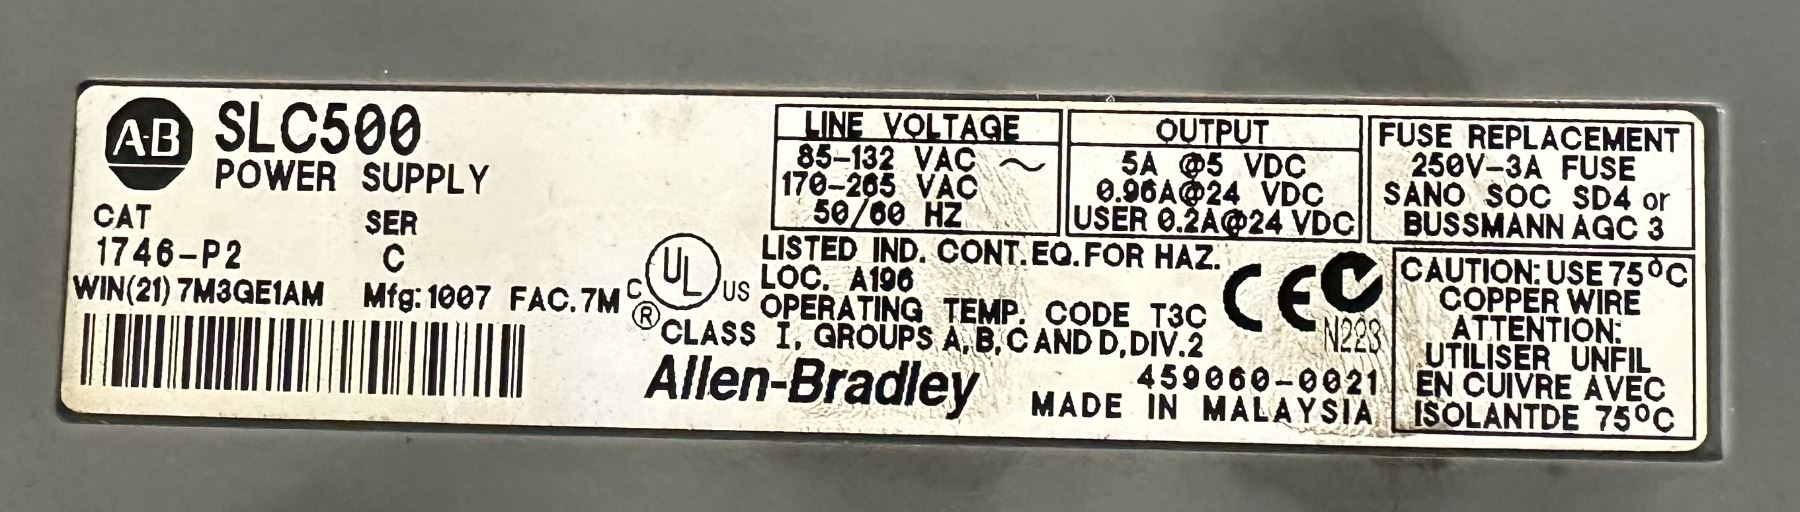 A-B SLC500
POWER SUPPLY
CAT SER
1746-P2 C
WIN(21) 7M3QE1AM Mfg:1007 FAC.7M
LINE VOLTAGE
85-132 VAC ~
170-265 VAC
50/60 HZ
OUTPUT
5A @5 VDC
0.96A@24 VDC
USER 0.2A@24 VDC
FUSE REPLACEMENT
250V-3A FUSE
SANO SOC SD4 or
BUSSMANN AGC 3
C UL US ®
LISTED IND. CONT.EQ.FOR HAZ.
LOC. A196
OPERATING TEMP. CODE T3C
CLASS I, GROUPS A,B,C AND D,DIV.2
CE
N223
Allen-Bradley
459060-0021
MADE IN MALAYSIA
CAUTION: USE 75°C
COPPER WIRE
ATTENTION:
UTILISER UNFIL
EN CUIVRE AVEC
ISOLANTDE 75°C